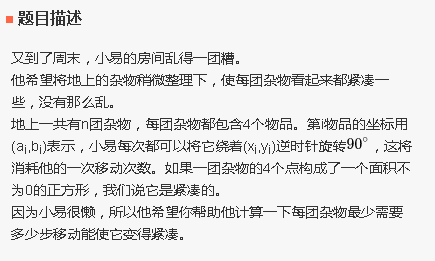 题目描述
又到了周末，小易的房间乱得一团糟。
他希望将地上的杂物稍微整理下，使每团杂物看起来都紧凑一
些，没有那么乱。
地上一共有n团杂物，每团杂物都包含4个物品。第i物品的坐标用
(ai,bi)表示，小易每次都可以将它绕着(xi,yi)逆时针旋转90°，这将
消耗他的一次移动次数。如果一团杂物的4个点构成了一个面积不
为0的正方形，我们说它是紧凑的。
因为小易很懒，所以他希望你帮助他计算一下每团杂物最少需要
多少步移动能使它变得紧凑。